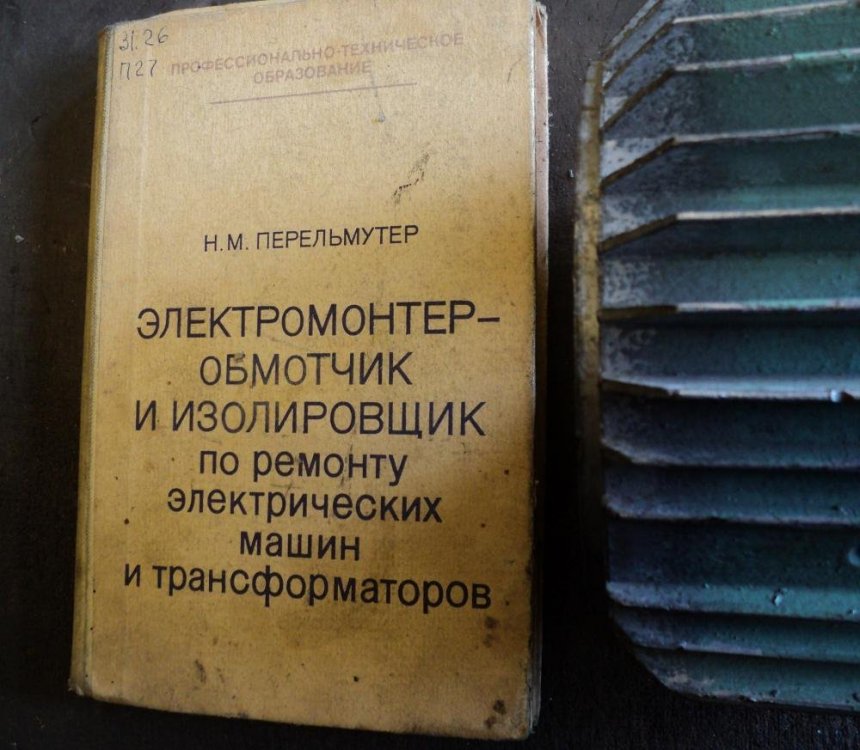 31.26
П27
ПРОФЕССИОНАЛЬНО-ТЕХНИЧЕСКОЕ
ОБРАЗОВАНИЕ
Н.М. ПЕРЕЛЬМУТЕР
ЭЛЕКТРОМОНТЕР–
ОБМОТЧИК
И ИЗОЛИРОВЩИК
по ремонту
электрических
машин
и трансформаторов